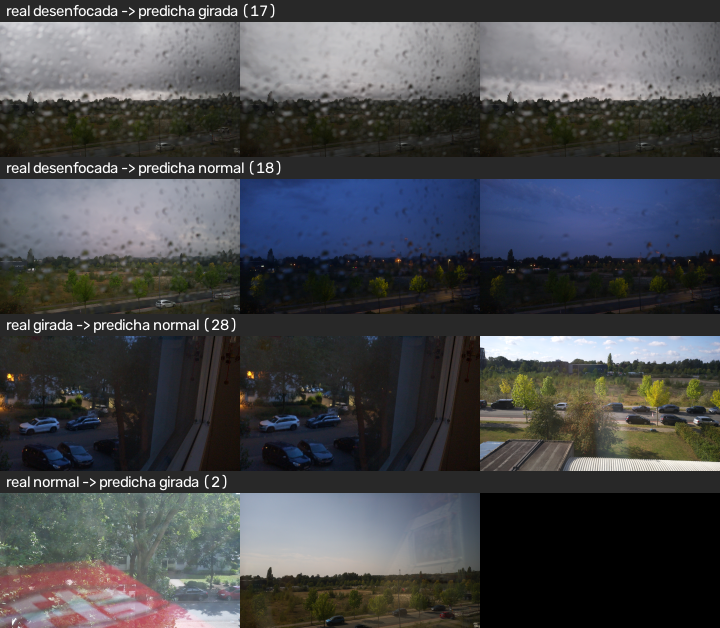 real desenfocada -> predicha girada (17)
real desenfocada -> predicha normal (18)
real girada -> predicha normal (28)
real normal -> predicha girada (2)